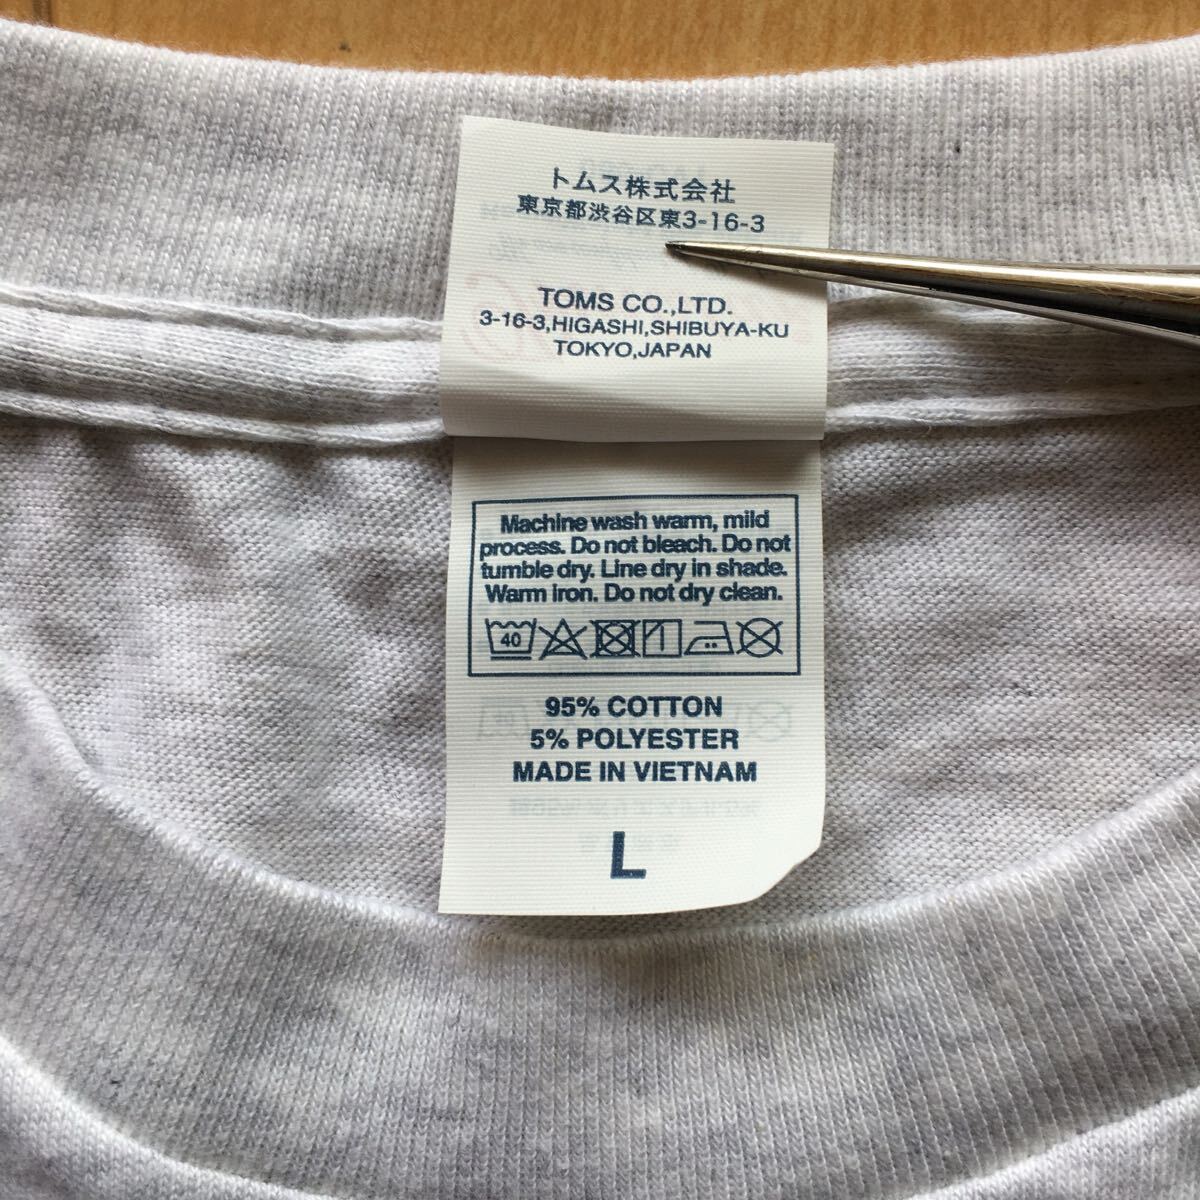 トムス株式会社
東京都渋谷区東3-16-3
TOMS CO.,LTD.
3-16-3,HIGASHI,SHIBUYA-KU
TOKYO,JAPAN
Machine wash warm, mild
process. Do not bleach. Do not
tumble dry. Line dry in shade.
Warm iron. Do not dry clean.
40
95% COTTON
5% POLYESTER
MADE IN VIETNAM
L